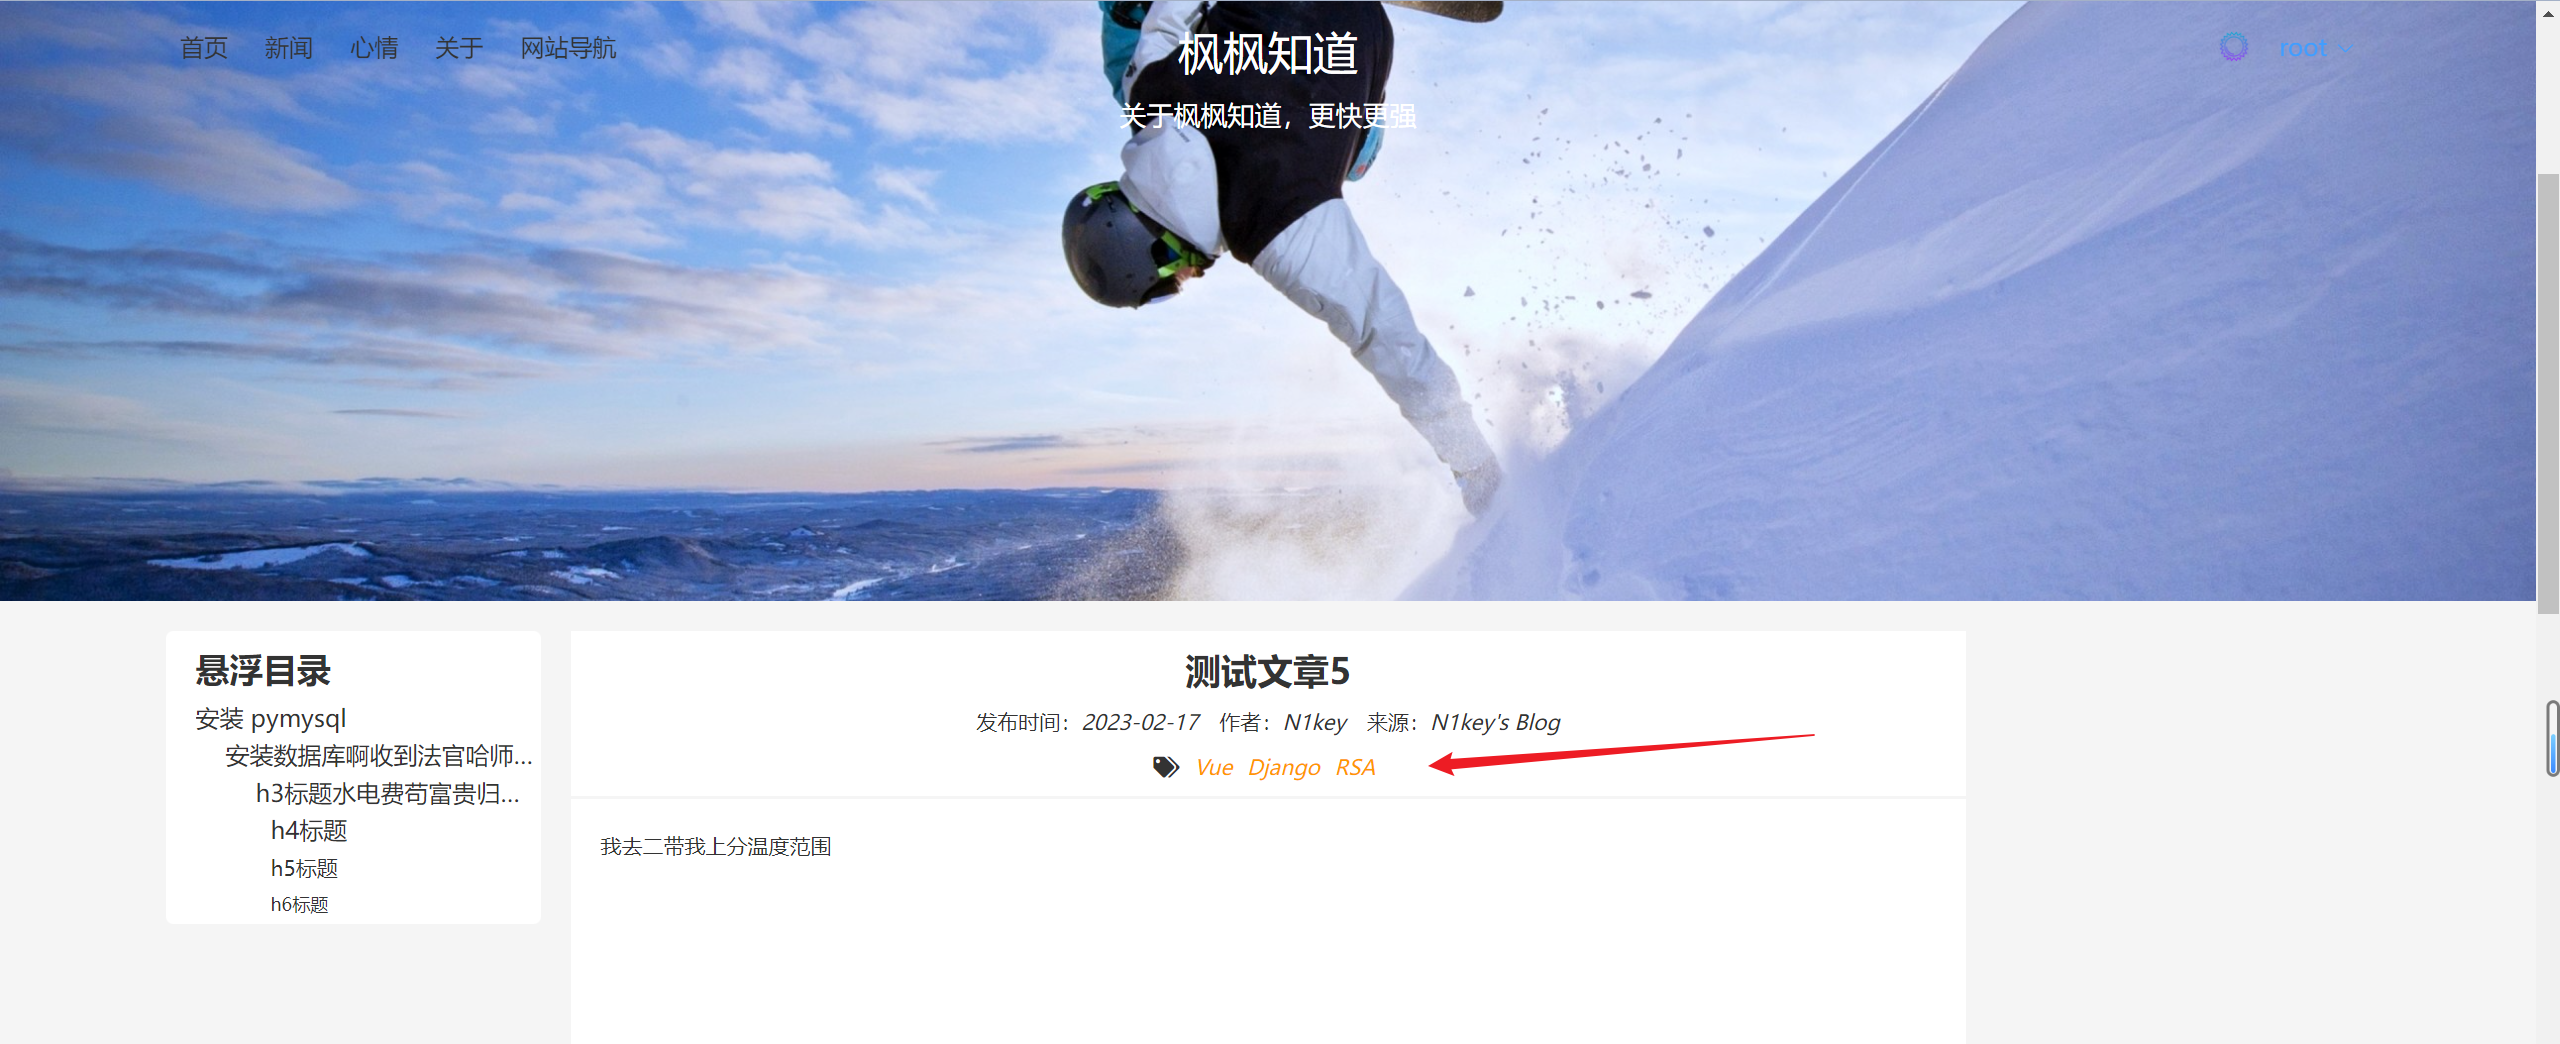 首页 新闻 心情 关于 网站导航
枫枫知道
root
关于枫枫知道，更快更强
悬浮目录
安装 pymysql
安装数据库啊收到法官哈师...
h3标题水电费苟富贵归...
h4标题
h5标题
h6标题
测试文章5
发布时间：2023-02-17 作者：N1key 来源：N1key's Blog
Vue Django RSA
我去二带我上分温度范围